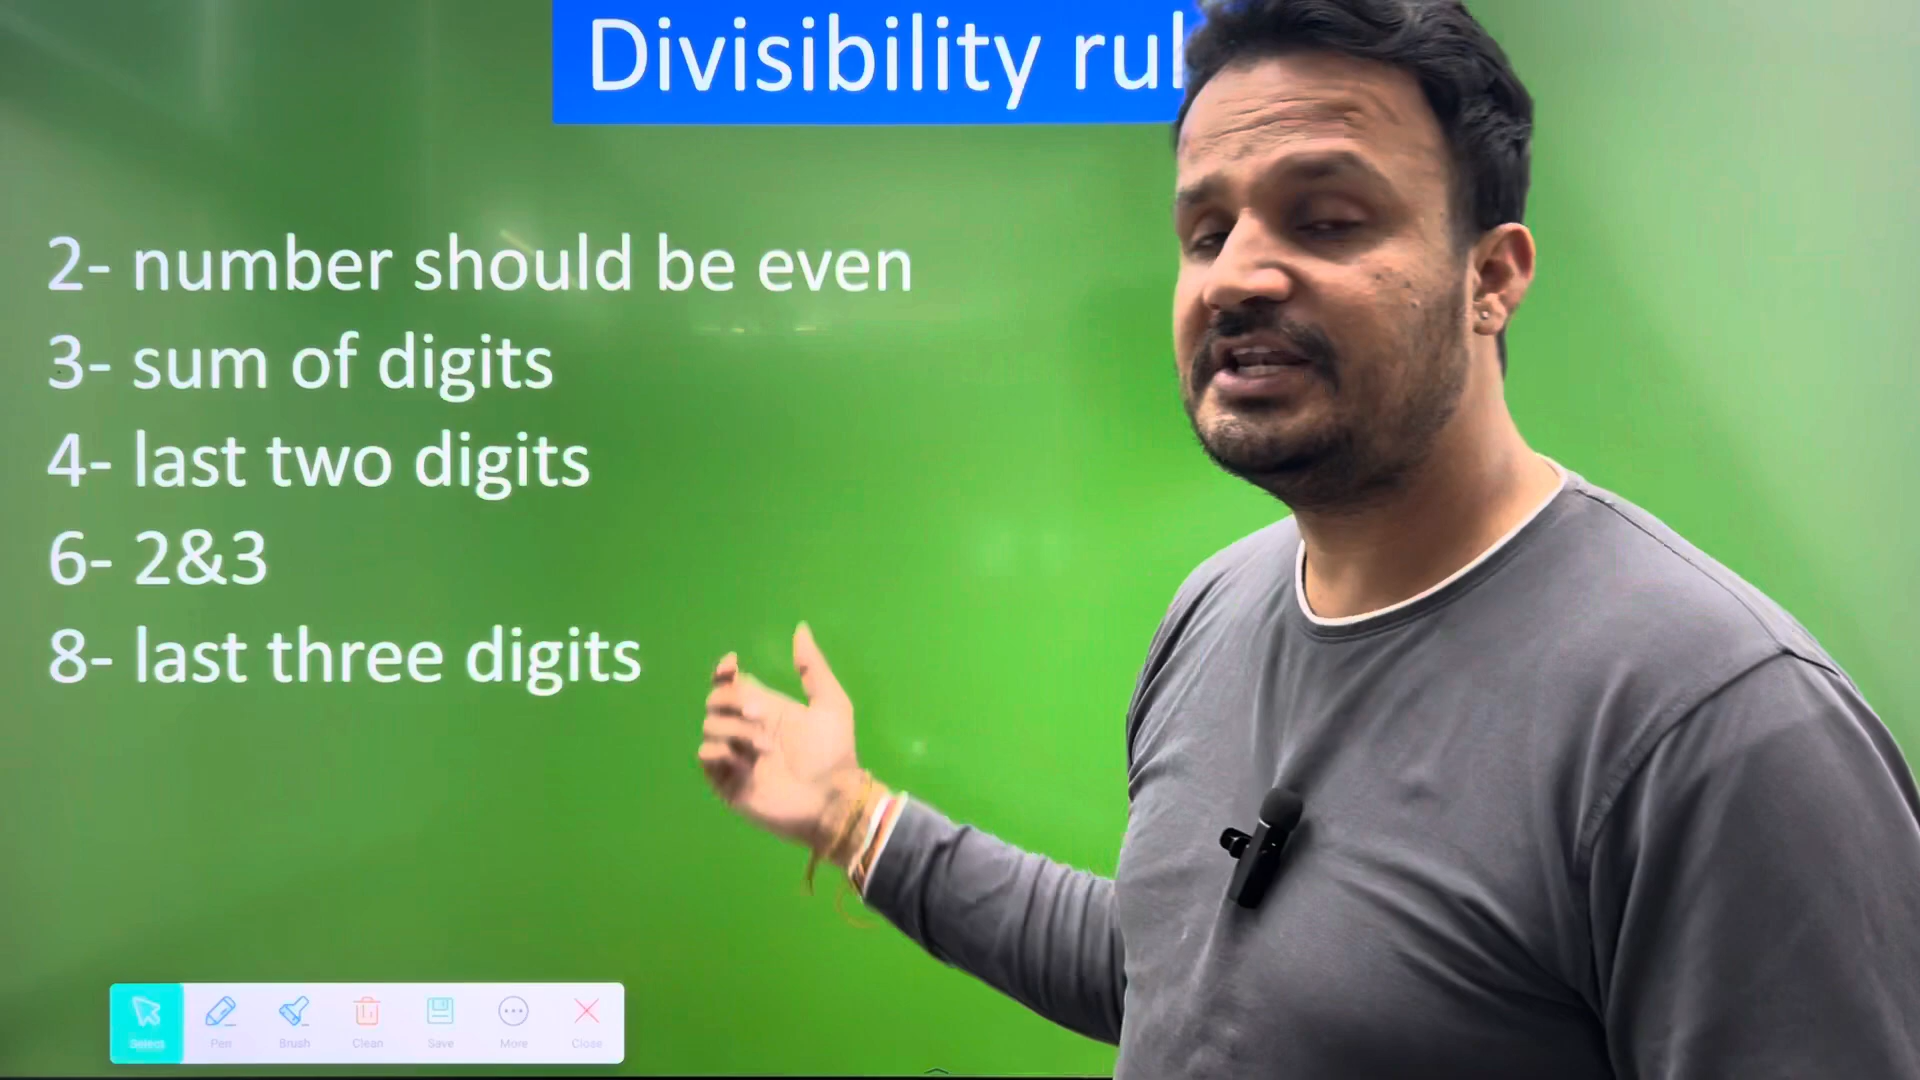 Divisibility
2- number should be even
3- sum of digits
4- last two digits
6- 2&3
8- last three digits
Select Pen Brush Clean Save More Close